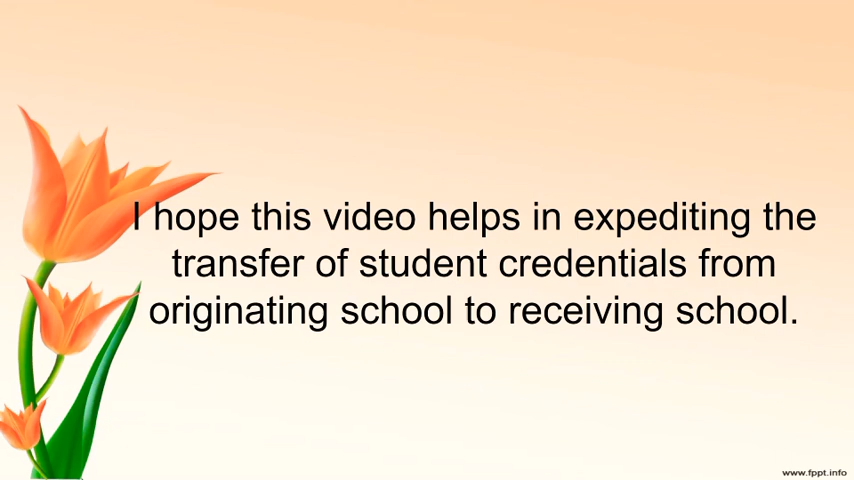 I hope this video helps in expediting the
transfer of student credentials from
originating school to receiving school.
www.fppt.info